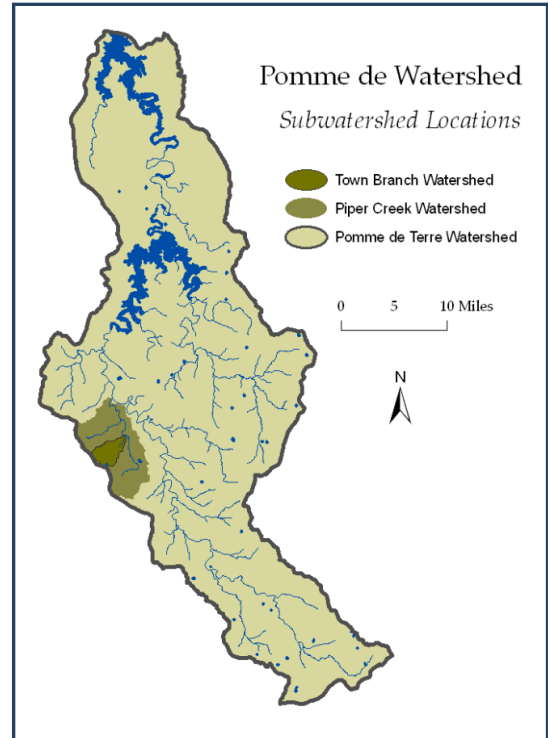 Pomme de Watershed
Subwatershed Locations
Town Branch Watershed
Piper Creek Watershed
Pomme de Terre Watershed
0 5 10 Miles
N